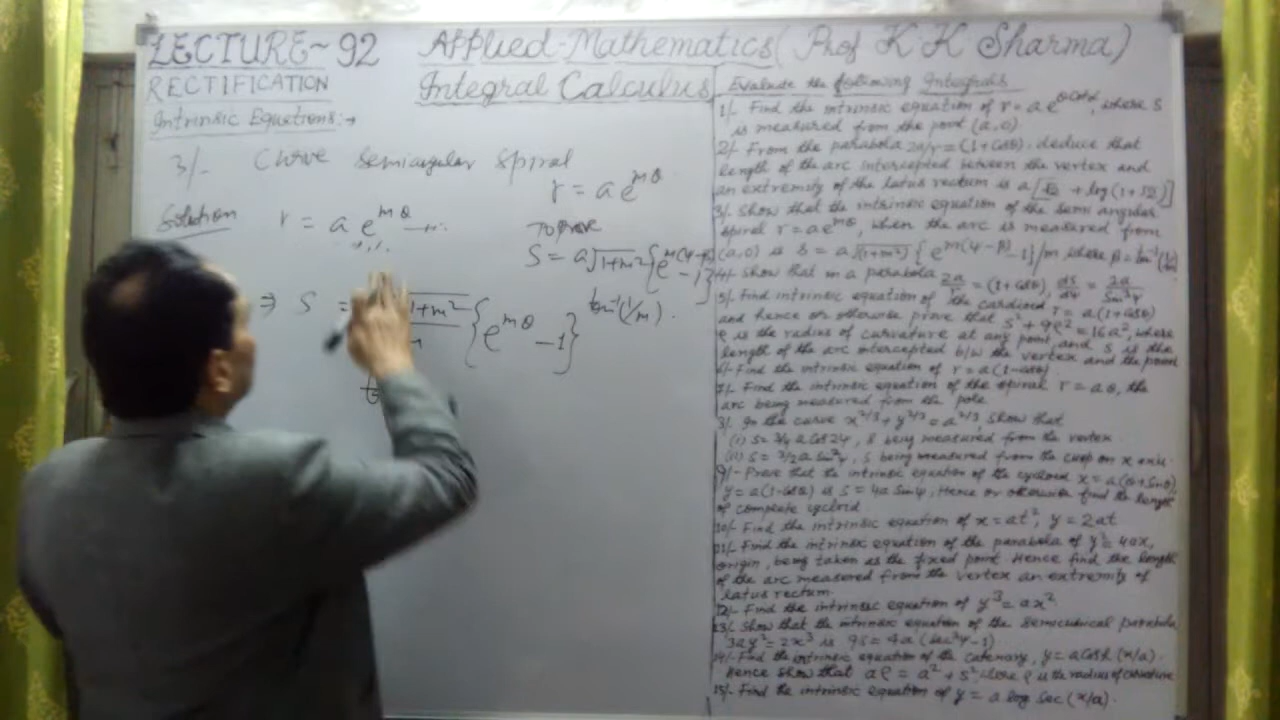 LECTURE~92 Applied-Mathematics (Prof K K Sharma)
RECTIFICATION
Integral Calculus
Intrinsic Equations:→
3/- Curve Semiangular Spiral
r = a e^{mθ}
Solution r = a e^{mθ}
To prove
S = a√1+m² {e^{m(ψ-β)} -1}
⇒ S = √1+m² {e^{mθ} -1}
tan⁻¹(1/m).
Evaluate the following Integrals
1/- Find the intrinsic equation of r = a e^{θ cot α}, where s
is measured from the point (a,0)
2/- From the parabola 2a/r = (1+cosθ). deduce that
length of the arc intercepted between the vertex and
an extremity of the latus rectum is a[√2 + log(1+√2)]
3/- Show that the intrinsic equation of the semi angular
spiral r = ae^{mθ}, when the arc is measured from
(a,0) is s = a√(1+m²) {e^{m(ψ-β)} -1}/m, where β = tan⁻¹(1/m)
4/- Show that in a parabola 2a/r = (1+cosθ), ds/dψ = 2a/sin³ψ
5/- Find intrinsic equation of the cardioid r = a(1+cosθ)
and hence or otherwise prove that s² + 9ρ² = 16a², where
ρ is the radius of curvature at any point, and s is the
length of the arc intercepted b/w the vertex and the point
6/- Find the intrinsic equation of r = a(1-cosθ).
7/- Find the intrinsic equation of the spiral r = aθ, the
arc being measured from the pole
8/- In the curve x^{2/3} + y^{2/3} = a^{2/3}, show that
(i) s = 3/4 a cos2ψ, s being measured from the vertex
(ii) s = 3/2 a sin²ψ, s being measured from the cusp on x axis.
9/- Prove that the intrinsic equation of the cycloid x = a(θ+sinθ)
y = a(1-cosθ) is s = 4a sinψ, Hence or otherwise find the length
of complete cycloid.
10/- Find the intrinsic equation of x = at², y = 2at
11/- Find the intrinsic equation of the parabola of y² = 4ax,
origin, being taken as the fixed point Hence find the length
of the arc measured from the vertex an extremity of
latus rectum.
12/- Find the intrinsic equation of y³ = ax²
13/- Show that the intrinsic equation of the semicubical parabola
3ay² = 2x³ is 9s = 4a(sec³ψ-1)
14/- Find the intrinsic equation of the catenary, y = a cosh(x/a).
Hence show that aρ = a² + s², where ρ is the radius of curvature
15/- Find the intrinsic equation of y = a log sec(x/a).